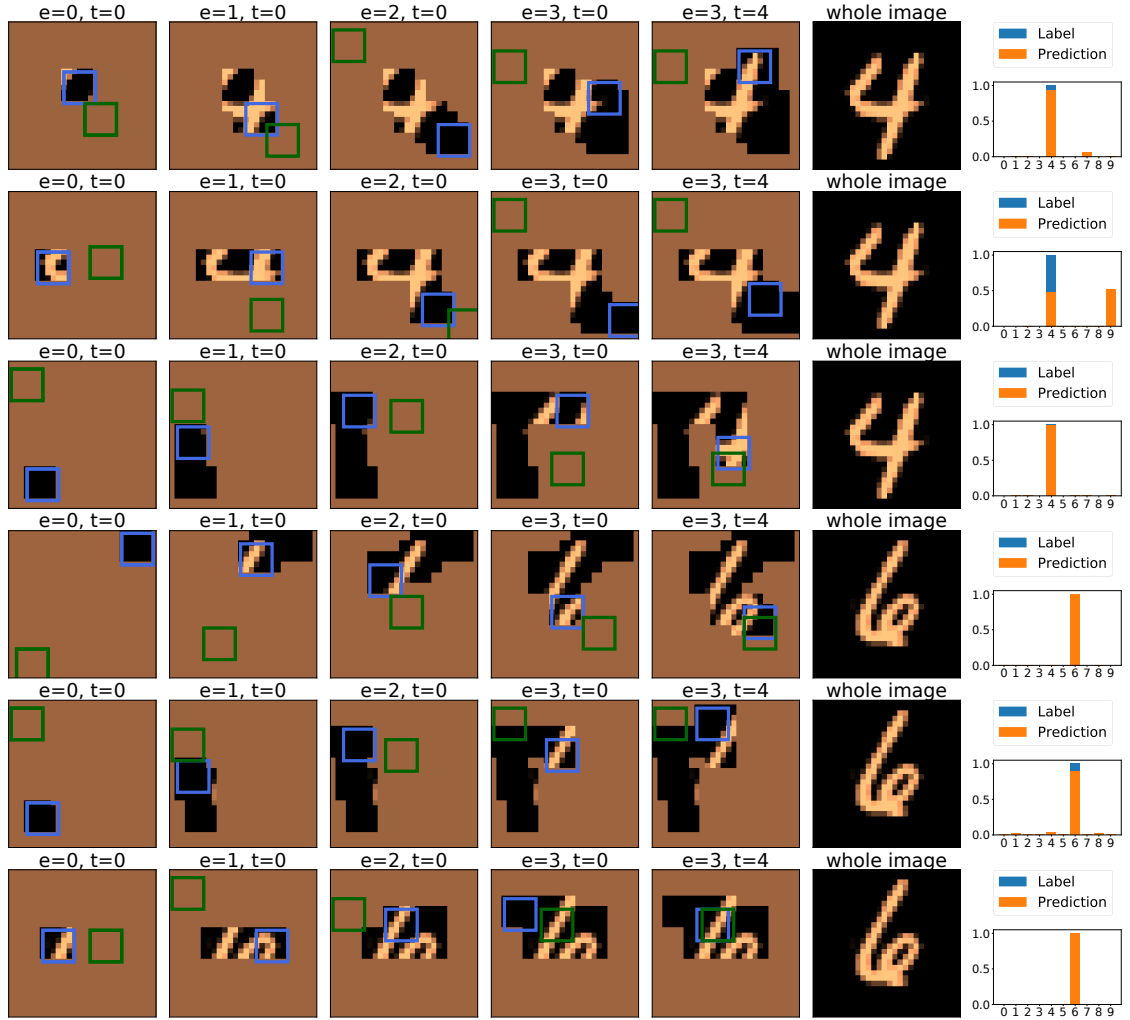 e=0, t=0 e=1, t=0 e=2, t=0 e=3, t=0 e=3, t=4 whole image
Label
Prediction
1.0
0.5
0.0
0 1 2 3 4 5 6 7 8 9
e=0, t=0 e=1, t=0 e=2, t=0 e=3, t=0 e=3, t=4 whole image
Label
Prediction
1.0
0.5
0.0
0 1 2 3 4 5 6 7 8 9
e=0, t=0 e=1, t=0 e=2, t=0 e=3, t=0 e=3, t=4 whole image
Label
Prediction
1.0
0.5
0.0
0 1 2 3 4 5 6 7 8 9
e=0, t=0 e=1, t=0 e=2, t=0 e=3, t=0 e=3, t=4 whole image
Label
Prediction
1.0
0.5
0.0
0 1 2 3 4 5 6 7 8 9
e=0, t=0 e=1, t=0 e=2, t=0 e=3, t=0 e=3, t=4 whole image
Label
Prediction
1.0
0.5
0.0
0 1 2 3 4 5 6 7 8 9
e=0, t=0 e=1, t=0 e=2, t=0 e=3, t=0 e=3, t=4 whole image
Label
Prediction
1.0
0.5
0.0
0 1 2 3 4 5 6 7 8 9